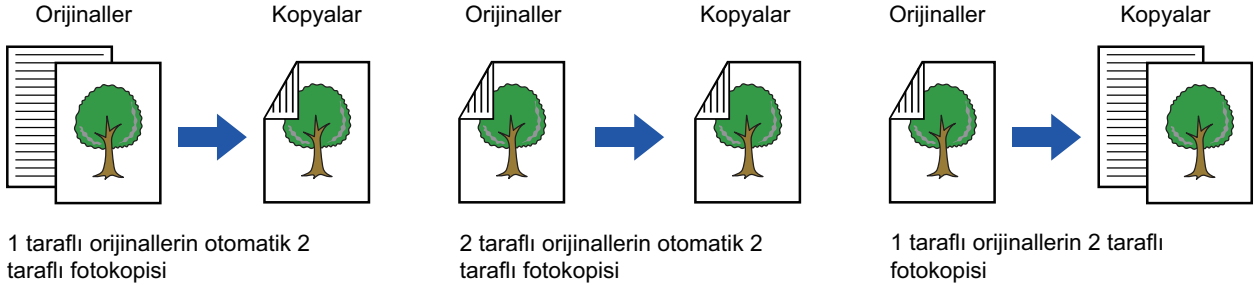 Orijinaller Kopyalar Orijinaller Kopyalar Orijinaller Kopyalar
1 taraflı orijinallerin otomatik 2
taraflı fotokopisi
2 taraflı orijinallerin otomatik 2
taraflı fotokopisi
1 taraflı orijinallerin 2 taraflı
fotokopisi